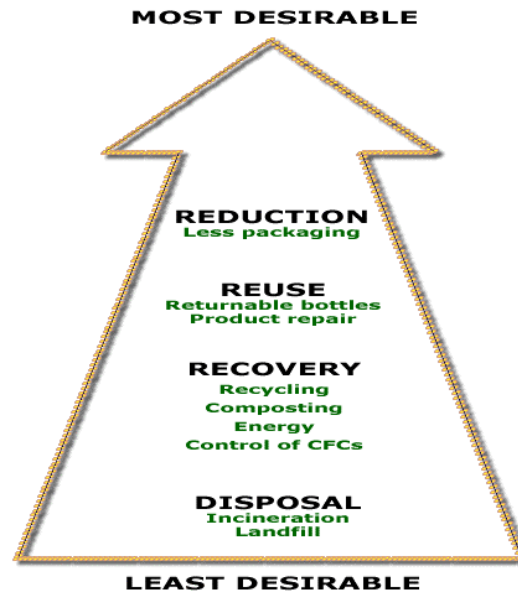 MOST DESIRABLE
REDUCTION
Less packaging
REUSE
Returnable bottles
Product repair
RECOVERY
Recycling
Composting
Energy
Control of CFCs
DISPOSAL
Incineration
Landfill
LEAST DESIRABLE